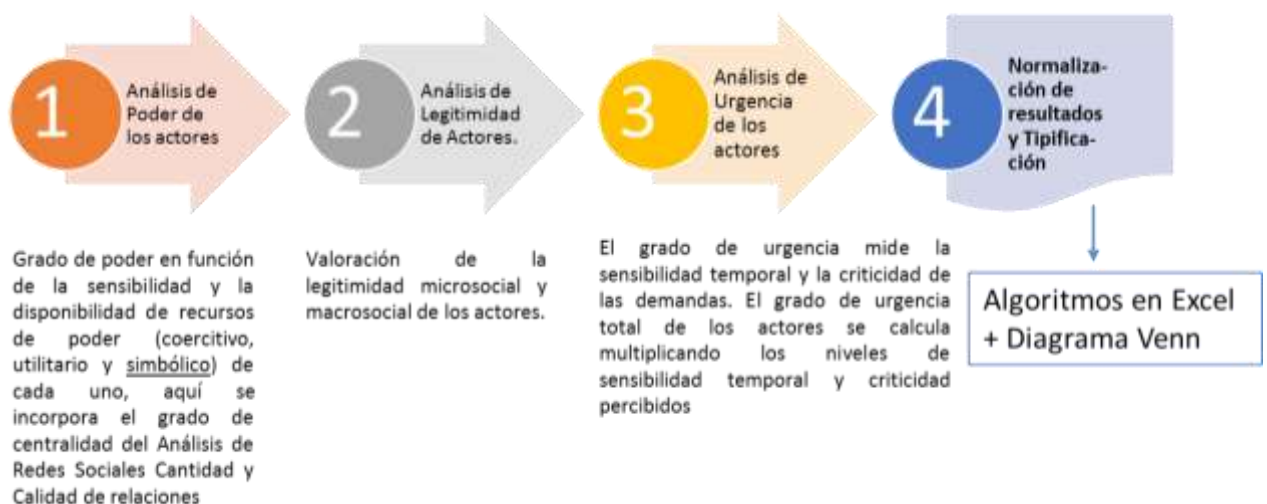 1
Análisis de
Poder de
los actores
2
Análisis de
Legitimidad
de Actores.
3
Análisis de
Urgencia
de los
actores
4
Normaliza-
ción de
resultados
y Tipifica-
ción
Grado de poder en función
de la sensibilidad y la
disponibilidad de recursos
de poder (coercitivo,
utilitario y simbólico) de
cada uno, aquí se
incorpora el grado de
centralidad del Análisis de
Redes Sociales Cantidad y
Calidad de relaciones
Valoración de la
legitimidad microsocial y
macrosocial de los actores.
El grado de urgencia mide la
sensibilidad temporal y la criticidad de
las demandas. El grado de urgencia
total de los actores se calcula
multiplicando los niveles de
sensibilidad temporal y criticidad
percibidos
Algoritmos en Excel
+ Diagrama Venn